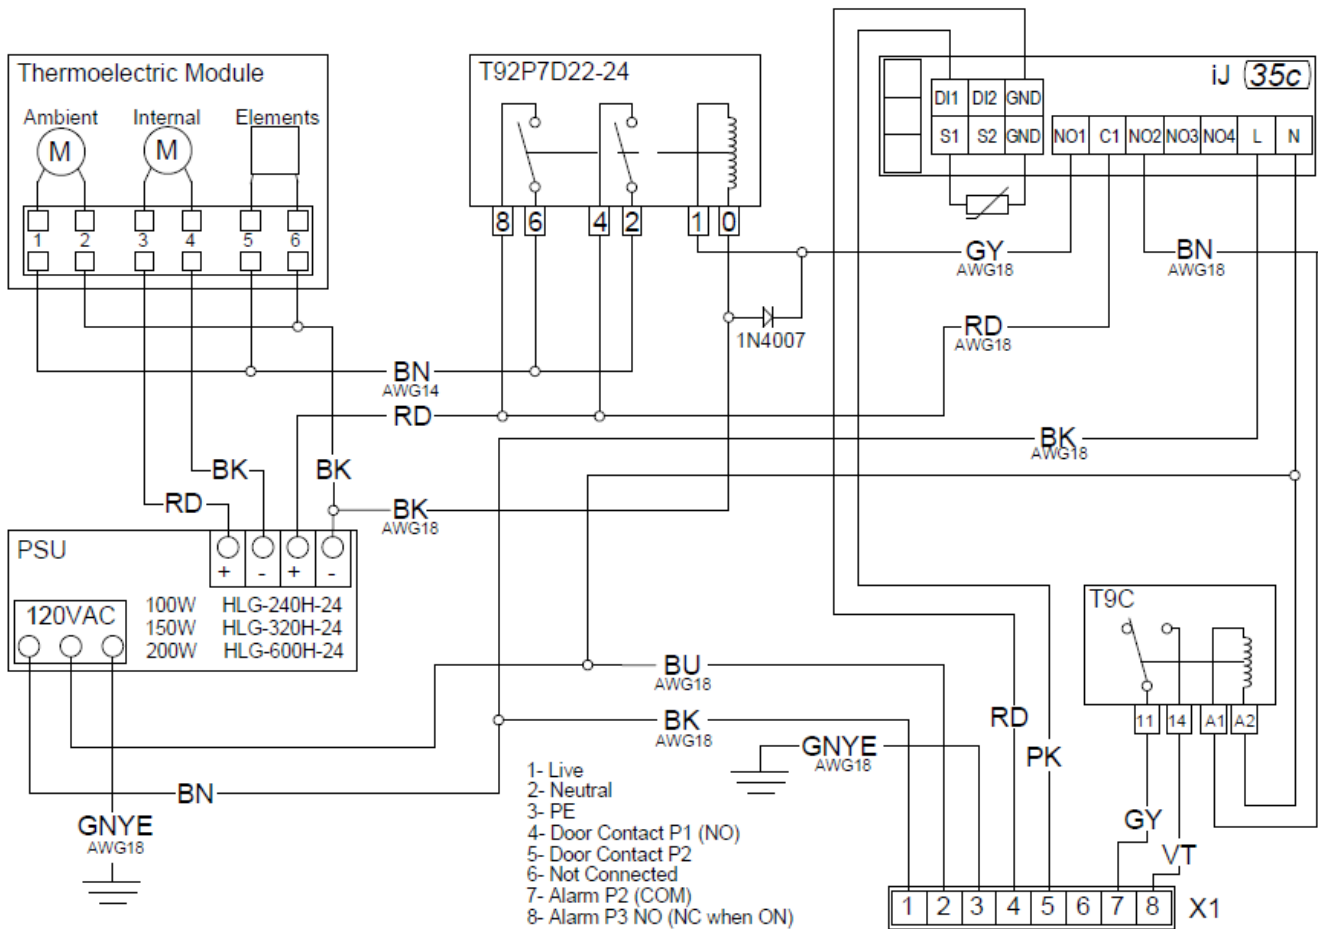 Thermoelectric Module
Ambient Internal Elements
M M
1 2 3 4 5 6
T92P7D22-24
8 6 4 2 1 0
iJ 35c
DI1 DI2 GND
S1 S2 GND
NO1 C1 NO2 NO3 NO4 L N
GY
AWG18
BN
AWG18
1N4007
RD
AWG18
BN
AWG14
RD
BK
AWG18
BK
BK
RD
BK
AWG18
PSU
+ - + -
120VAC
100W HLG-240H-24
150W HLG-320H-24
200W HLG-600H-24
T9C
11 14 A1 A2
BU
AWG18
BK
AWG18
RD
PK
GNYE
AWG18
BN
GNYE
AWG18
GY
VT
1- Live
2- Neutral
3- PE
4- Door Contact P1 (NO)
5- Door Contact P2
6- Not Connected
7- Alarm P2 (COM)
8- Alarm P3 NO (NC when ON)
1 2 3 4 5 6 7 8 X1